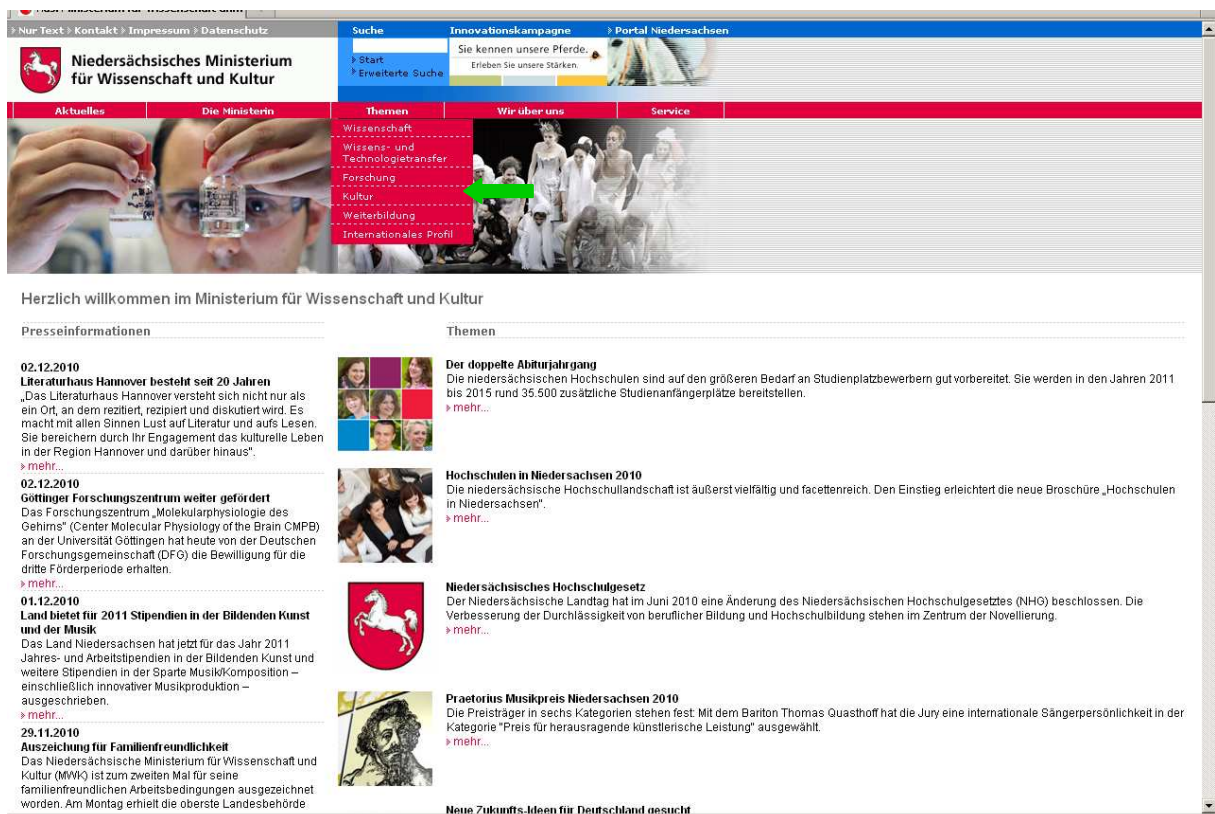 › Nur Text › Kontakt › Impressum › Datenschutz
Suche
Innovationskampagne
› Portal Niedersachsen
Niedersächsisches Ministerium
für Wissenschaft und Kultur
› Start
› Erweiterte Suche
Sie kennen unsere Pferde.
Erleben Sie unsere Stärken.
Aktuelles
Die Ministerin
Themen
Wir über uns
Service
Wissenschaft
Wissens- und
Technologietransfer
Forschung
Kultur
Weiterbildung
Internationales Profil
Herzlich willkommen im Ministerium für Wissenschaft und Kultur
Presseinformationen
02.12.2010
Literaturhaus Hannover besteht seit 20 Jahren
„Das Literaturhaus Hannover versteht sich nicht nur als
ein Ort, an dem rezitiert, rezipiert und diskutiert wird. Es
macht mit allen Sinnen Lust auf Literatur und aufs Lesen.
Sie bereichern durch Ihr Engagement das kulturelle Leben
in der Region Hannover und darüber hinaus".
› mehr...
02.12.2010
Göttinger Forschungszentrum weiter gefördert
Das Forschungszentrum „Molekularphysiologie des
Gehirns" (Center Molecular Physiology of the Brain CMPB)
an der Universität Göttingen hat heute von der Deutschen
Forschungsgemeinschaft (DFG) die Bewilligung für die
dritte Förderperiode erhalten.
› mehr...
01.12.2010
Land bietet für 2011 Stipendien in der Bildenden Kunst
und der Musik
Das Land Niedersachsen hat jetzt für das Jahr 2011
Jahres- und Arbeitstipendien in der Bildenden Kunst und
weitere Stipendien in der Sparte Musik/Komposition –
einschließlich innovativer Musikproduktion –
ausgeschrieben.
› mehr...
29.11.2010
Auszeichung für Familienfreundlichkeit
Das Niedersächsische Ministerium für Wissenschaft und
Kultur (MWK) ist zum zweiten Mal für seine
familienfreundlichen Arbeitsbedingungen ausgezeichnet
worden. Am Montag erhielt die oberste Landesbehörde
Themen
Der doppelte Abiturjahrgang
Die niedersächsischen Hochschulen sind auf den größeren Bedarf an Studienplatzbewerbern gut vorbereitet. Sie werden in den Jahren 2011
bis 2015 rund 35.500 zusätzliche Studienanfängerplätze bereitstellen.
› mehr...
Hochschulen in Niedersachsen 2010
Die niedersächsische Hochschullandschaft ist äußerst vielfältig und facettenreich. Den Einstieg erleichtert die neue Broschüre „Hochschulen
in Niedersachsen".
› mehr...
Niedersächsisches Hochschulgesetz
Der Niedersächsische Landtag hat im Juni 2010 eine Änderung des Niedersächsischen Hochschulgesetztes (NHG) beschlossen. Die
Verbesserung der Durchlässigkeit von beruflicher Bildung und Hochschulbildung stehen im Zentrum der Novellierung.
› mehr...
Praetorius Musikpreis Niedersachsen 2010
Die Preisträger in sechs Kategorien stehen fest: Mit dem Bariton Thomas Quasthoff hat die Jury eine internationale Sängerpersönlichkeit in der
Kategorie "Preis für herausragende künstlerische Leistung" ausgewählt.
› mehr...
Neue Zukunfts-Ideen für Deutschland gesucht